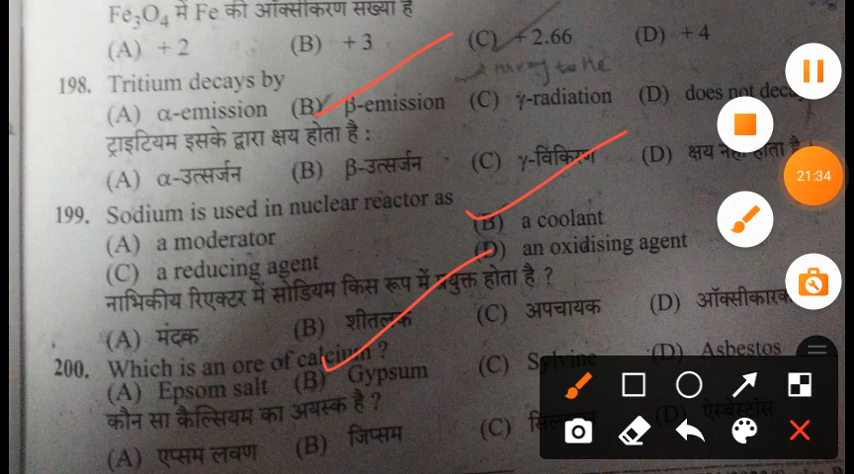 Fe₃O₄ में Fe की ऑक्सीकरण संख्या है
(A) +2 (B) +3 (C) +2.66 (D) +4
198. Tritium decays by
(A) α-emission (B) β-emission (C) γ-radiation (D) does not
ट्राइटियम इसके द्वारा क्षय होता है :
(A) α-उत्सर्जन (B) β-उत्सर्जन (C) γ-विकिरण (D) क्षय नहीं होता है
199. Sodium is used in nuclear reactor as
(A) a moderator (B) a coolant
(C) a reducing agent (D) an oxidising agent
नाभिकीय रिएक्टर में सोडियम किस रूप में प्रयुक्त होता है ?
(A) मंदक (B) शीतलक (C) अपचायक (D) ऑक्सीकारक
200. Which is an ore of calcium ?
(A) Epsom salt (B) Gypsum (C) Sylvine (D) Asbestos
कौन सा कैल्सियम का अयस्क है ?
(A) एप्सम लवण (B) जिप्सम (C) (D) ऐस्बेस्टॉस
21:34